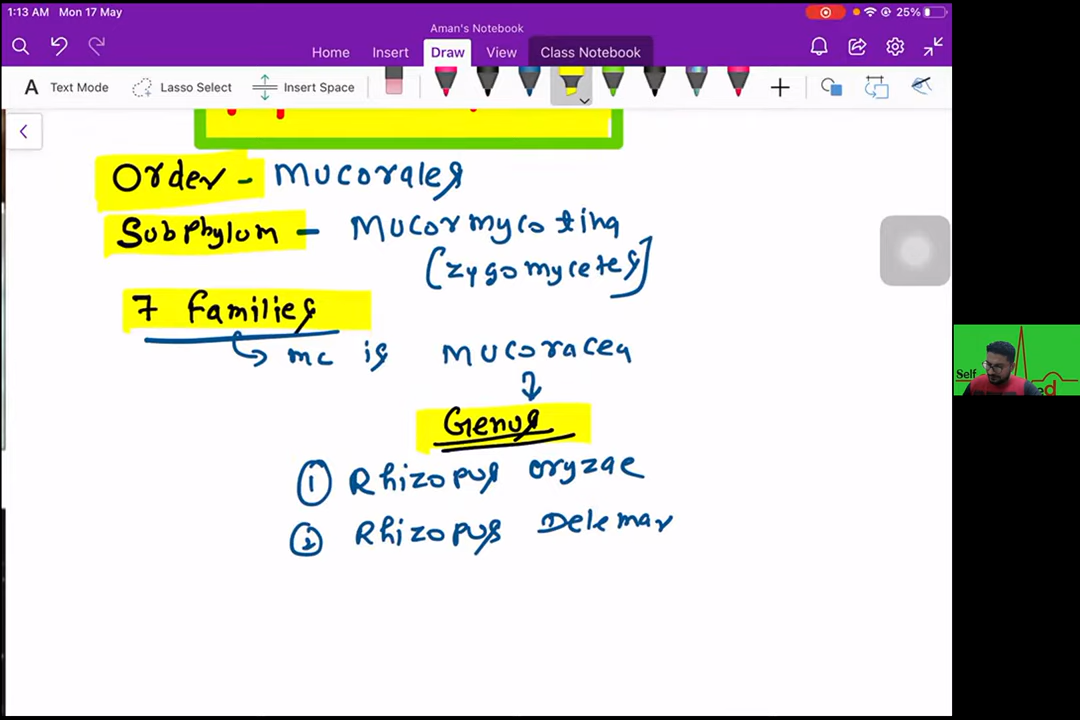 1:13 AM Mon 17 May
25%
Aman's Notebook
Home Insert Draw View Class Notebook
A Text Mode Lasso Select Insert Space
Order - Mucorales
Subphylum - Mucormycotina
(zygomycetes]
7 families
mc is Mucoracea
Genus
① Rhizopus oryzae
② Rhizopus Delemar
Self
ed